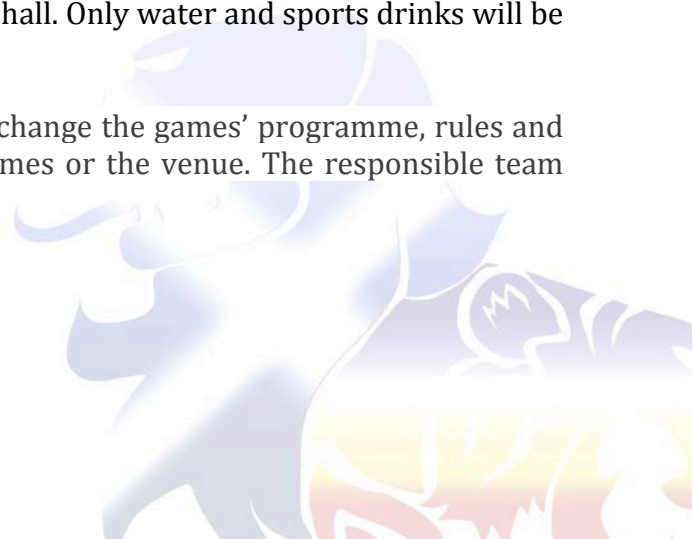 hall. Only water and sports drinks will be
change the games’ programme, rules and
mes or the venue. The responsible team